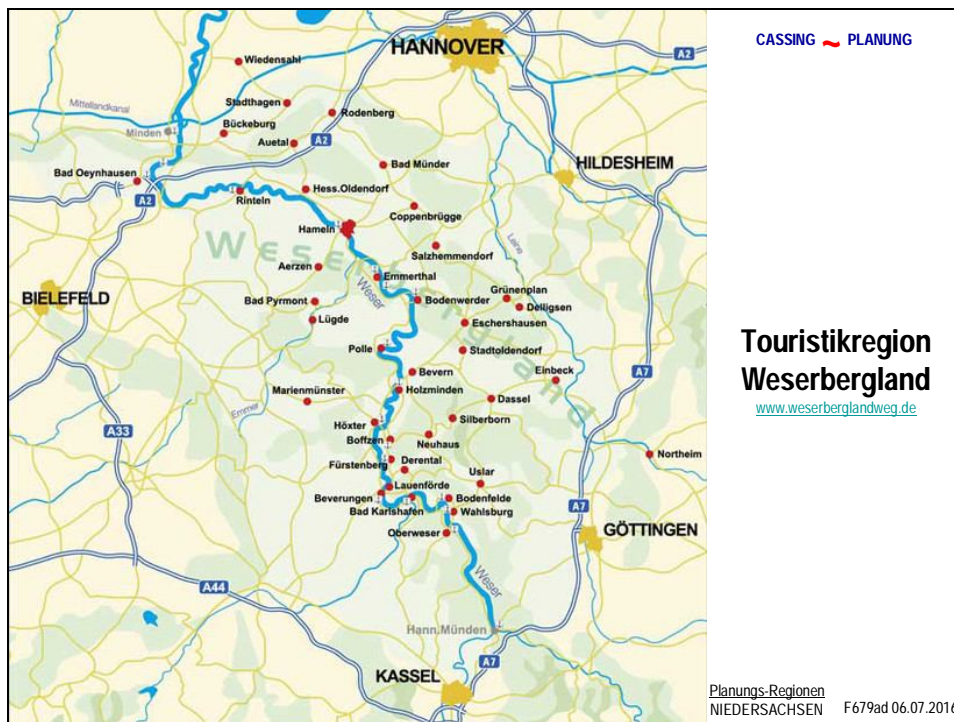 HANNOVER
A2
Wiedensahl
Stadthagen
Mittellandkanal
Rodenberg
Bückeburg
Minden
Auetal
A2
Bad Münder
HILDESHEIM
Bad Oeynhausen
Hess.Oldendorf
A2
Rinteln
Coppenbrügge
Hameln
Leine
Weserbergland
Salzhemmendorf
Aerzen
Emmerthal
Weser
Grünenplan
BIELEFELD
Bad Pyrmont
Bodenwerder
Delligsen
Lügde
Eschershausen
Polle
Stadtoldendorf
Bevern
Einbeck
A7
Marienmünster
Holzminden
Dassel
Emmer
Silberborn
Höxter
A33
Boffzen
Neuhaus
Northeim
Fürstenberg
Derental
Uslar
Lauenförde
Beverungen
Bodenfelde
Bad Karlshafen
Wahlsburg
A7
Oberweser
GÖTTINGEN
A44
Weser
Hann.Münden
A7
KASSEL
CASSING ~ PLANUNG
Touristikregion
Weserbergland
www.weserberglandweg.de
Planungs-Regionen
NIEDERSACHSEN F679ad 06.07.2016